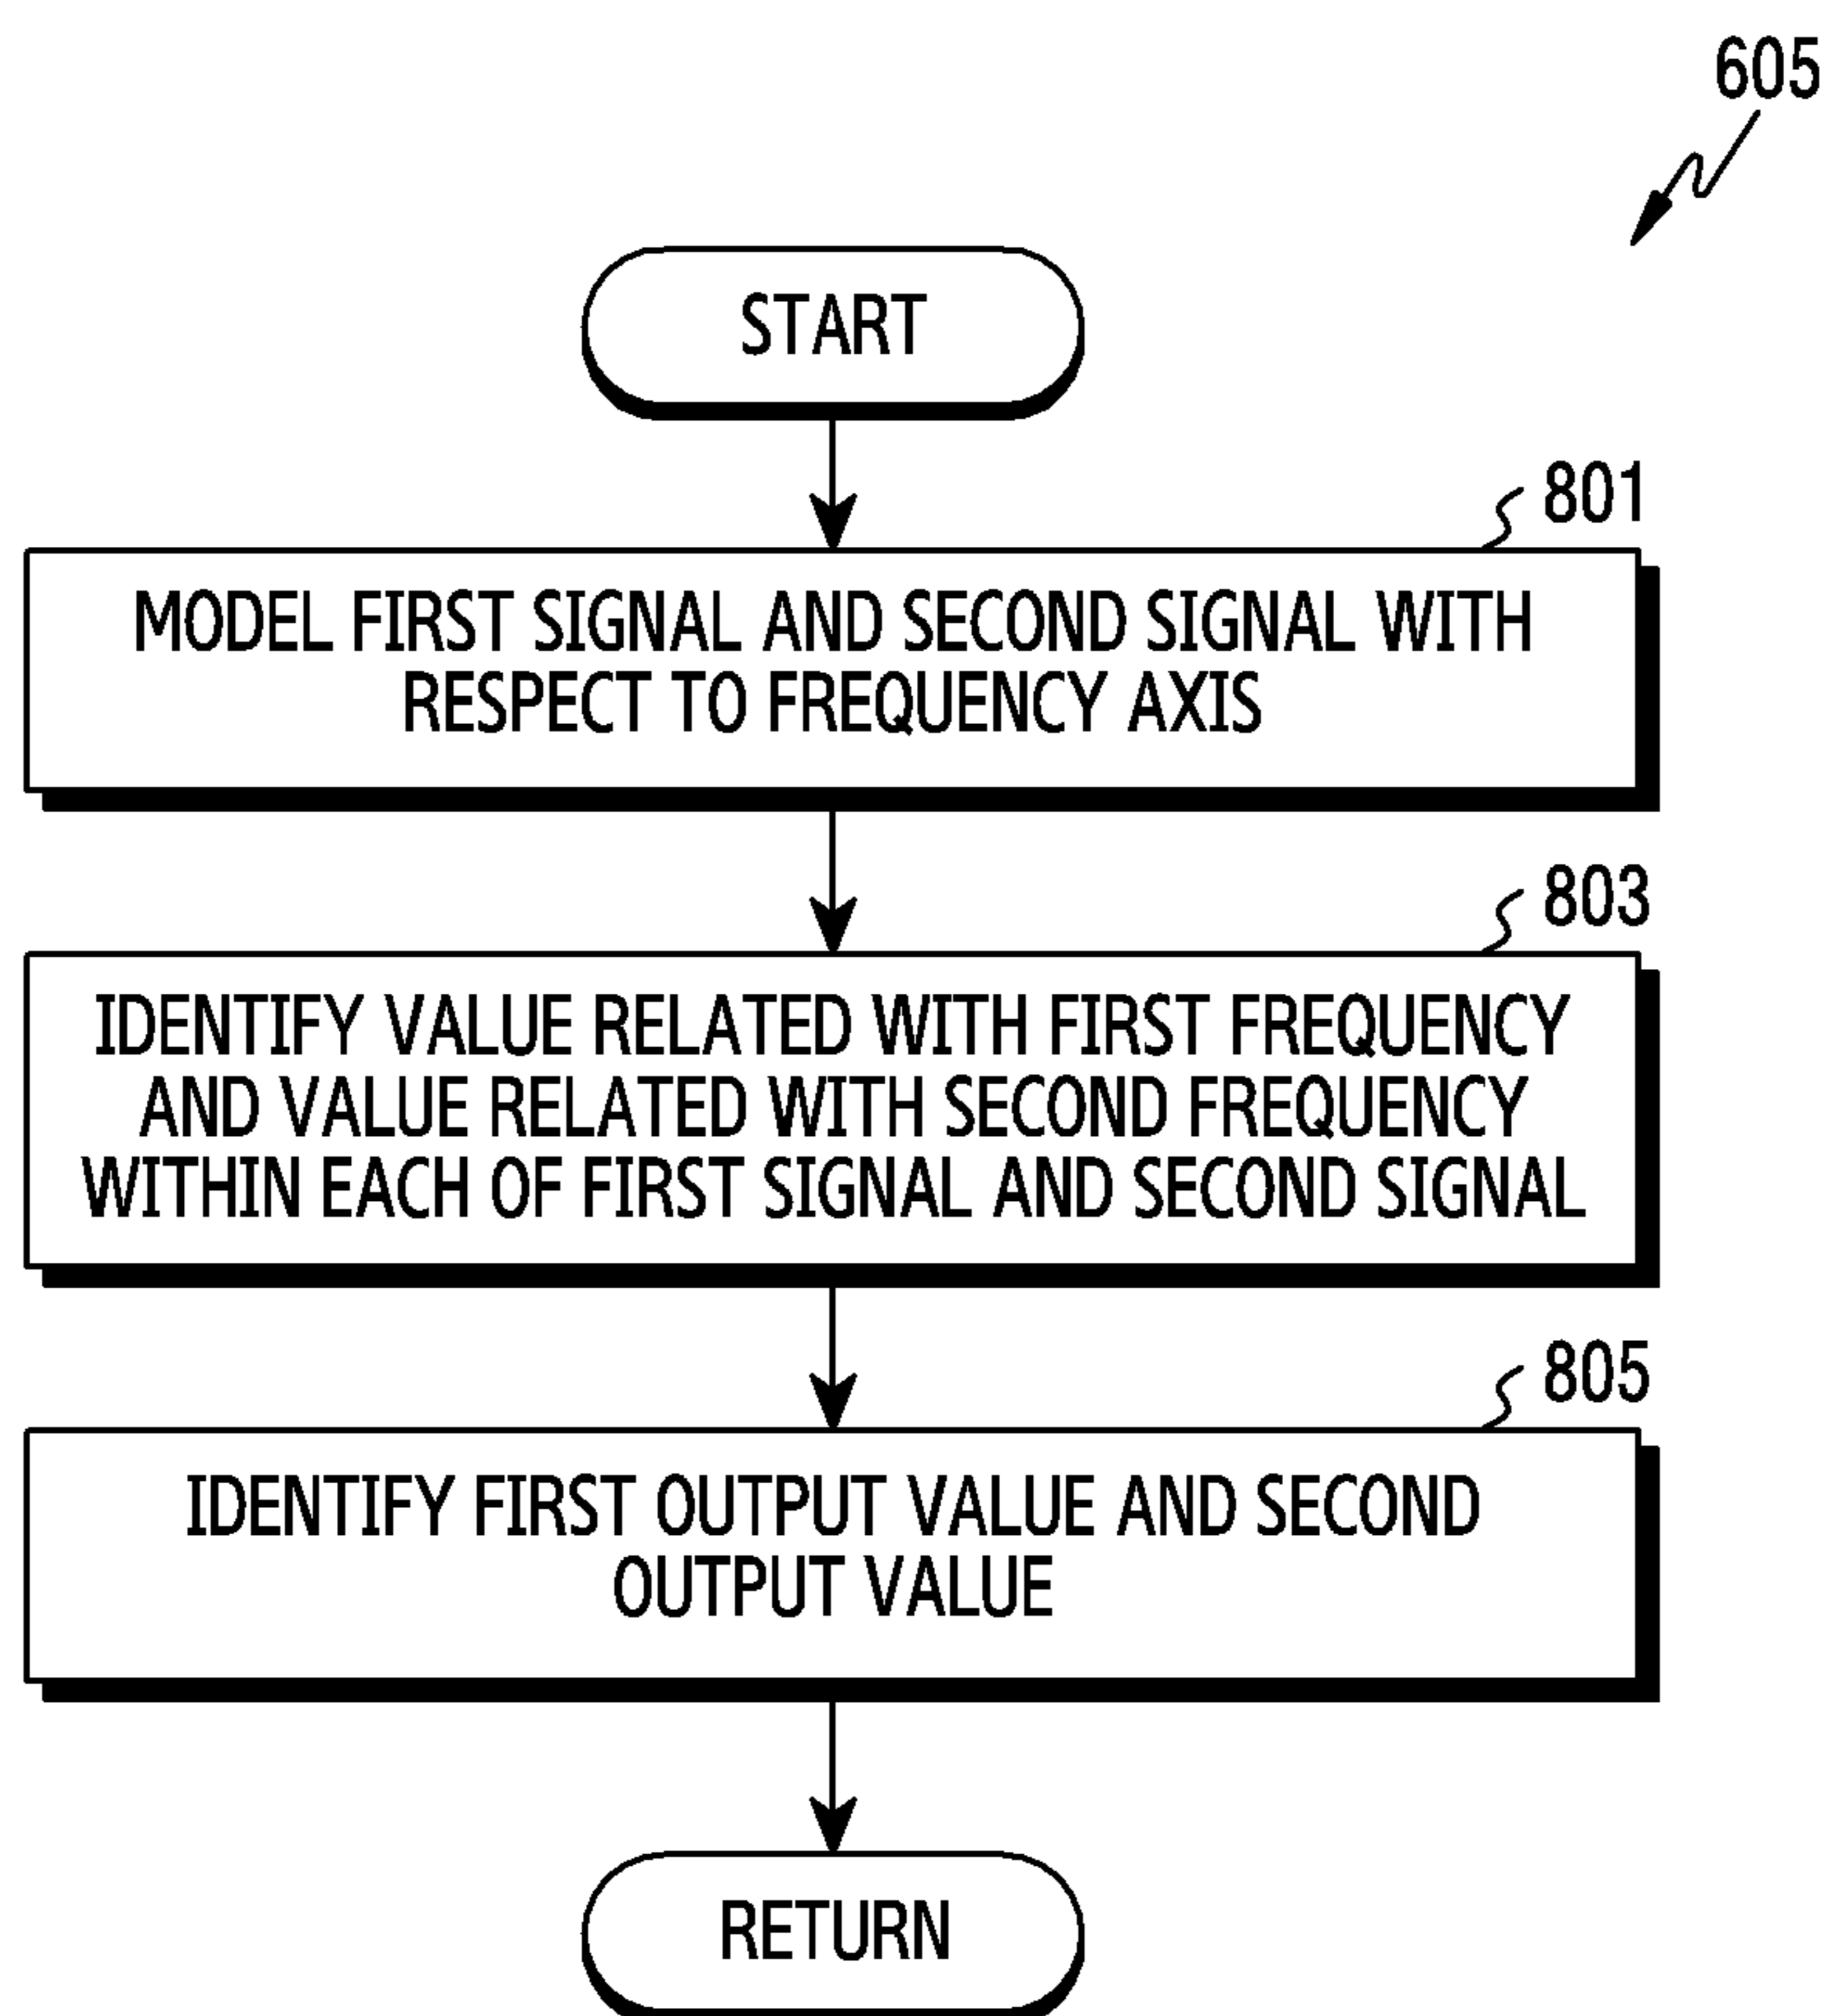 605
START
801
MODEL FIRST SIGNAL AND SECOND SIGNAL WITH
RESPECT TO FREQUENCY AXIS
803
IDENTIFY VALUE RELATED WITH FIRST FREQUENCY
AND VALUE RELATED WITH SECOND FREQUENCY
WITHIN EACH OF FIRST SIGNAL AND SECOND SIGNAL
805
IDENTIFY FIRST OUTPUT VALUE AND SECOND
OUTPUT VALUE
RETURN